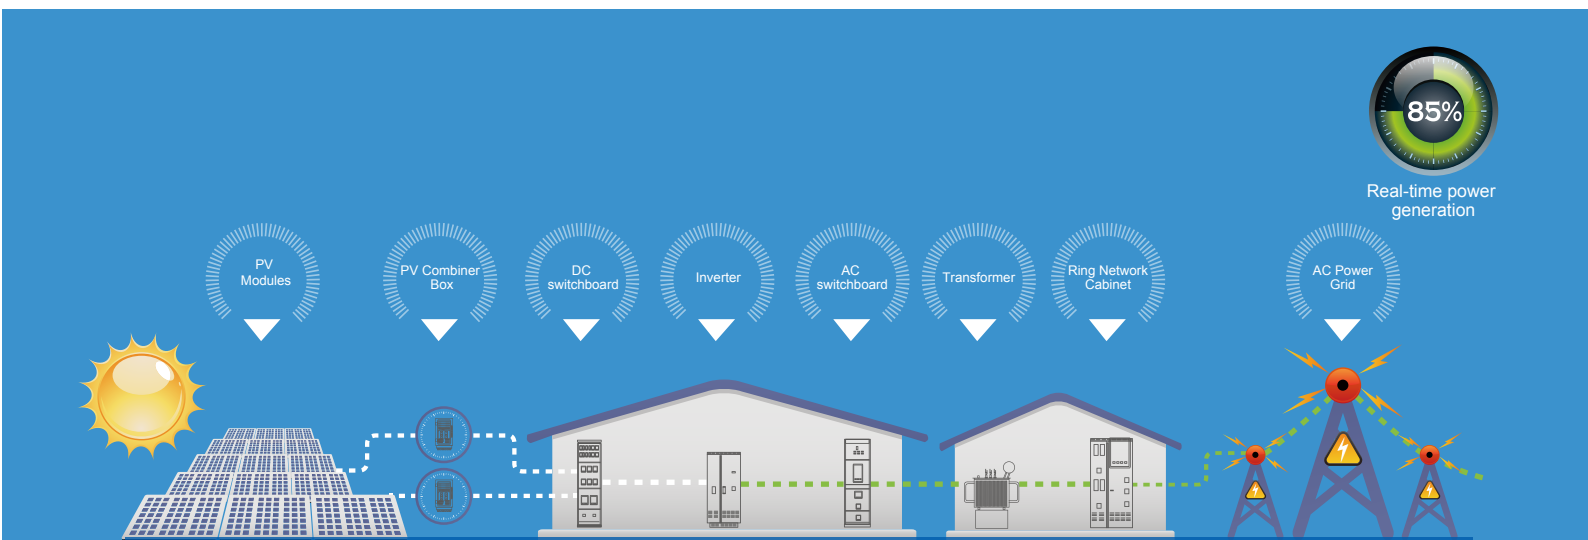 85%
Real-time power
generation
PV
Modules
PV Combiner
Box
DC
switchboard
Inverter
AC
switchboard
Transformer
Ring Network
Cabinet
AC Power
Grid